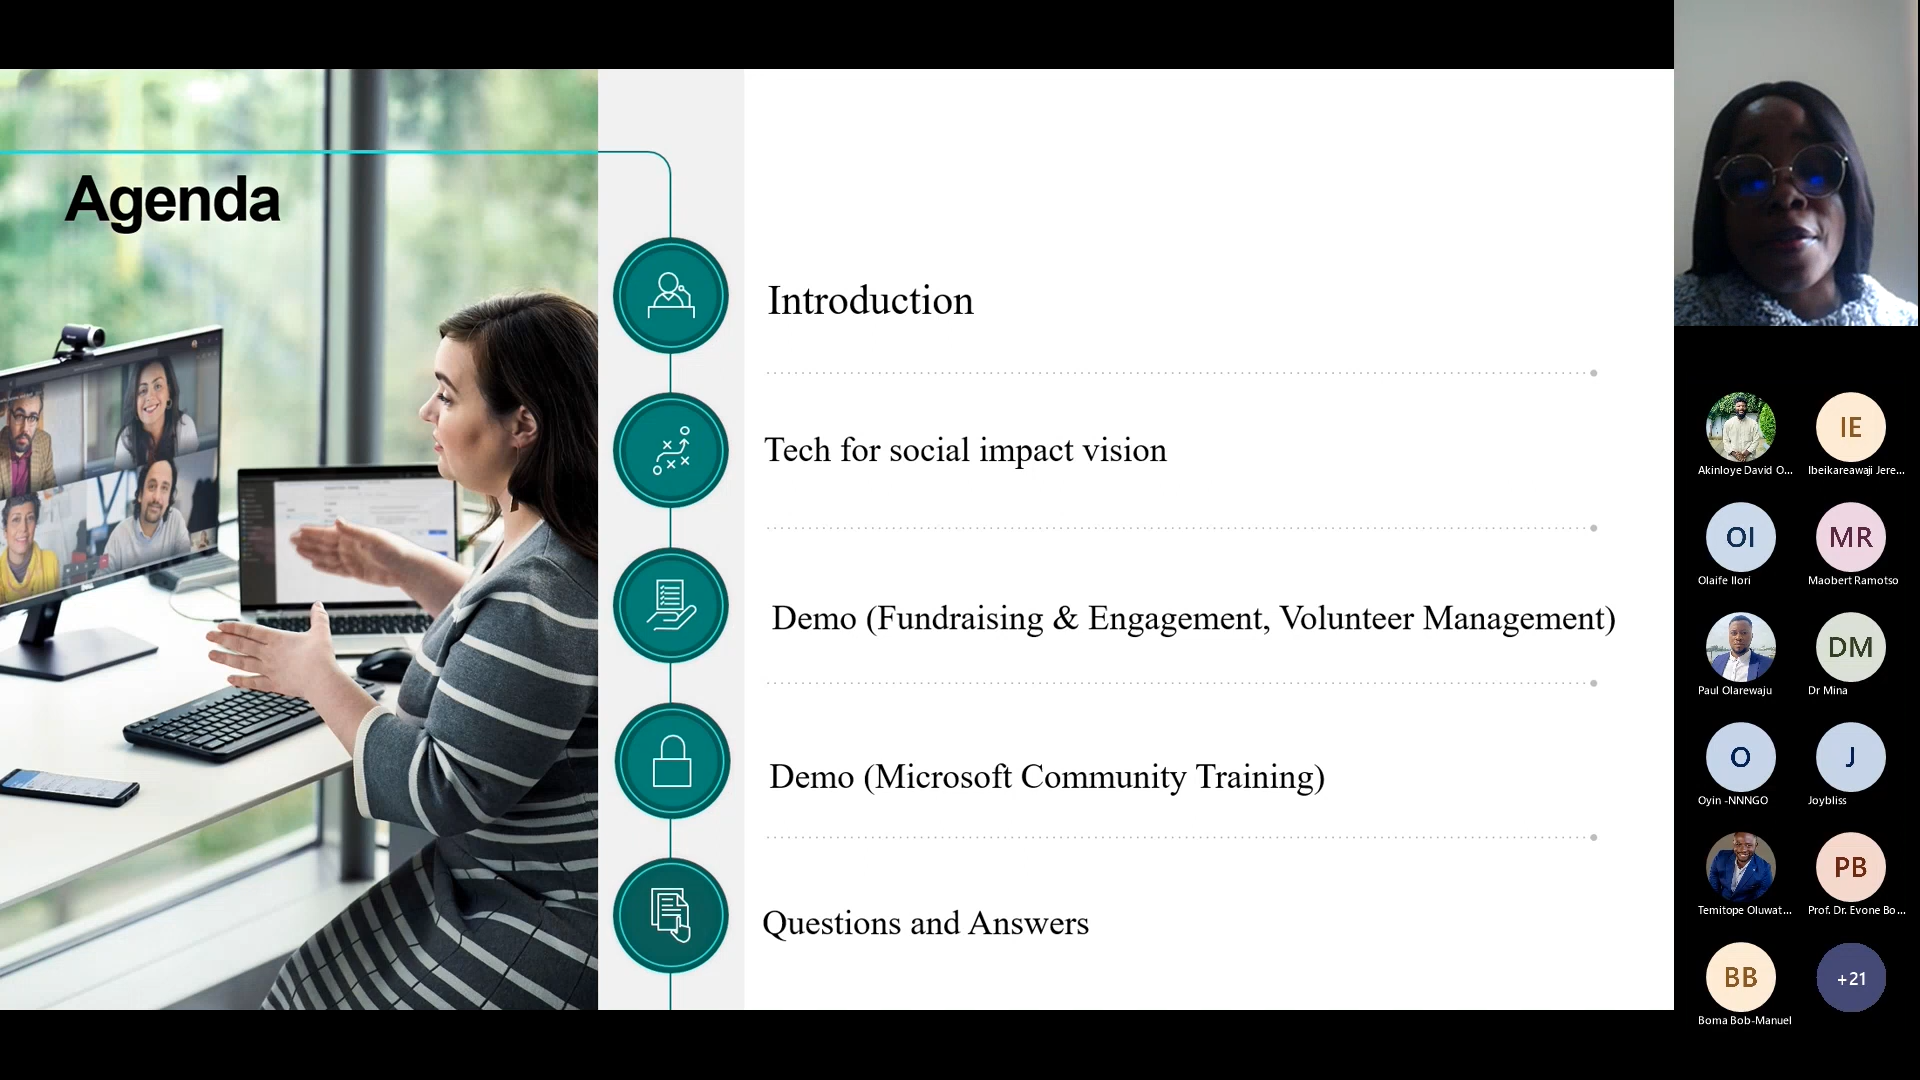 Agenda
Introduction
Tech for social impact vision
Demo (Fundraising & Engagement, Volunteer Management)
Demo (Microsoft Community Training)
Questions and Answers
Akinloye David O...
IE
Ibeikareawaji Jere...
OI
Olaife Ilori
MR
Maobert Ramotso
Paul Olarewaju
DM
Dr Mina
O
Oyin -NNNGO
J
Joybliss
Temitope Oluwat...
PB
Prof. Dr. Evone Bo...
BB
Boma Bob-Manuel
+21